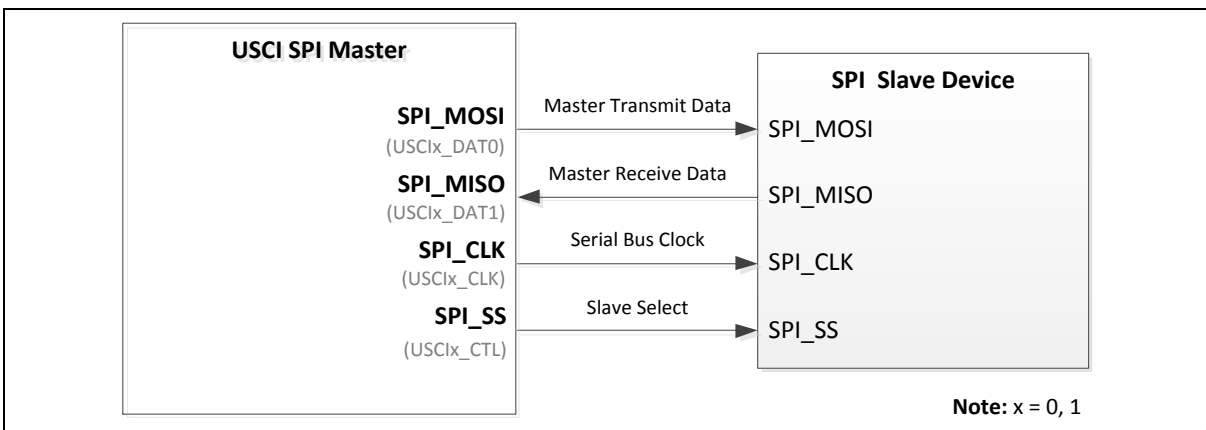 USCI SPI Master
SPI_MOSI
(USCIx_DAT0)
SPI_MISO
(USCIx_DAT1)
SPI_CLK
(USCIx_CLK)
SPI_SS
(USCIx_CTL)
Master Transmit Data
Master Receive Data
Serial Bus Clock
Slave Select
SPI Slave Device
SPI_MOSI
SPI_MISO
SPI_CLK
SPI_SS
Note: x = 0, 1